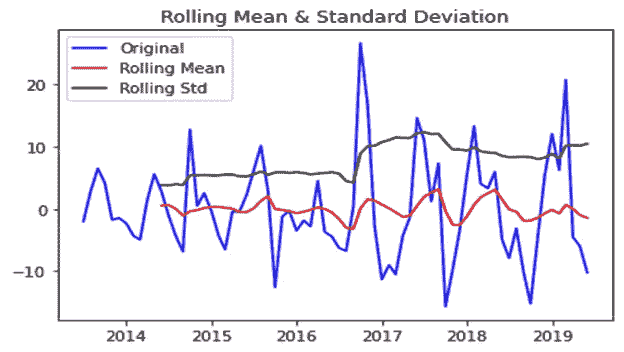 Rolling Mean & Standard Deviation
Original
Rolling Mean
Rolling Std
20
10
0
−10
2014 2015 2016 2017 2018 2019